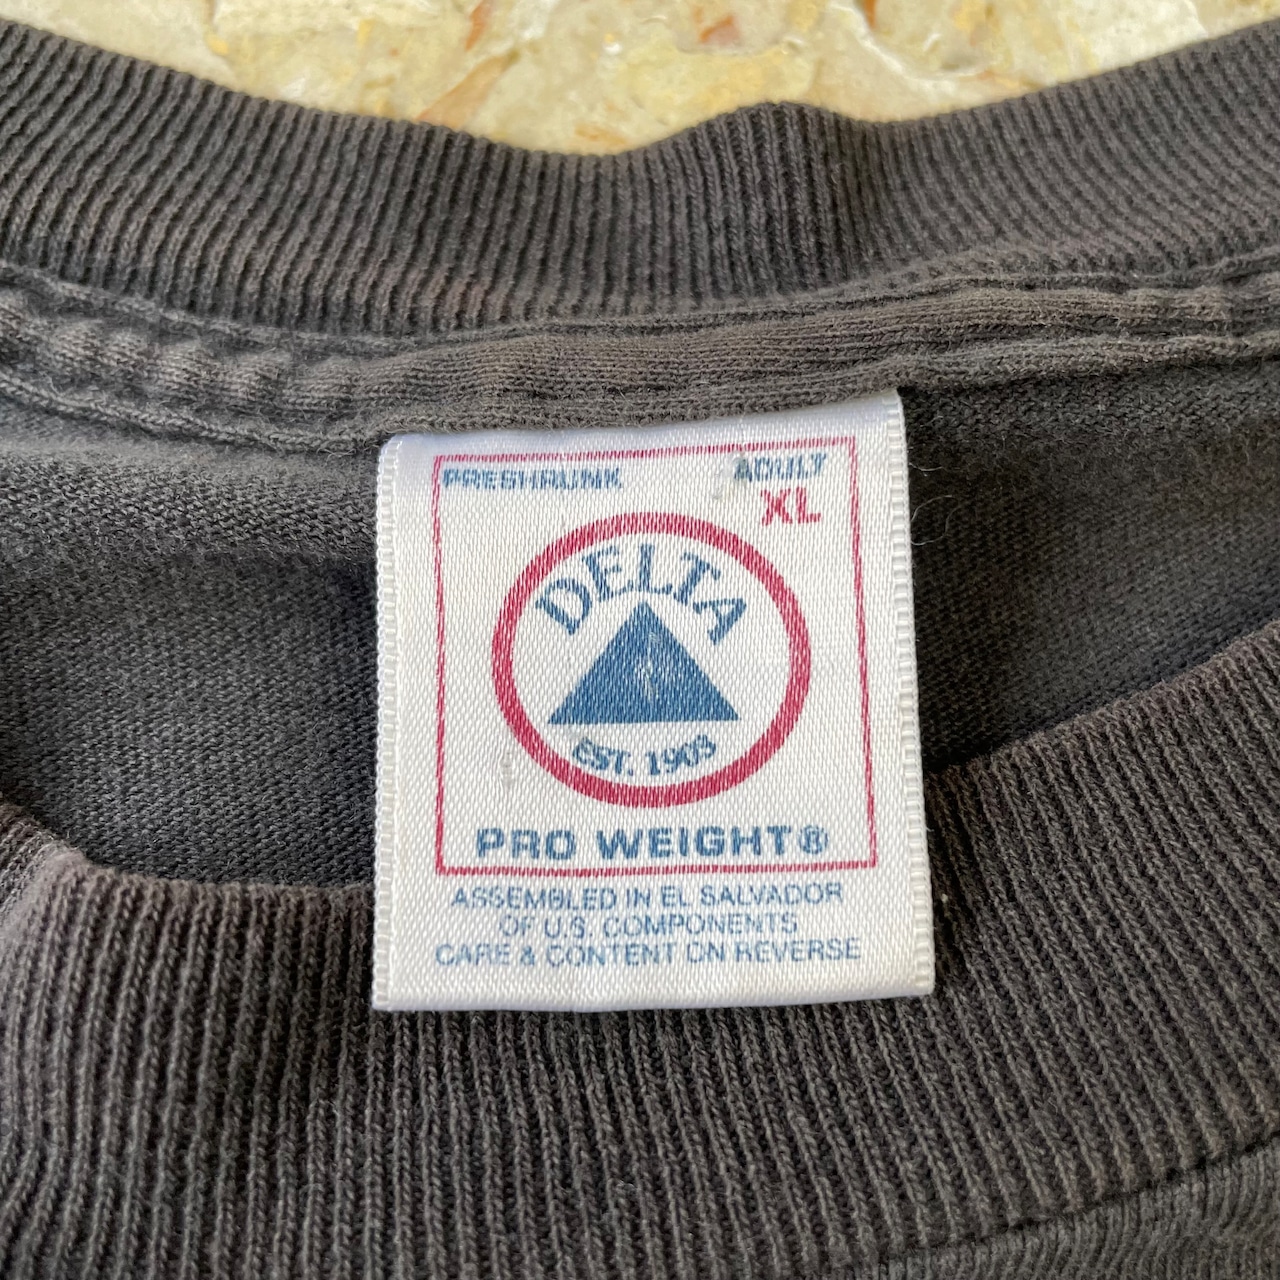 PRESHRUNK ADULT
XL
DELTA
EST. 1903
PRO WEIGHT®
ASSEMBLED IN EL SALVADOR
OF U.S. COMPONENTS
CARE & CONTENT ON REVERSE